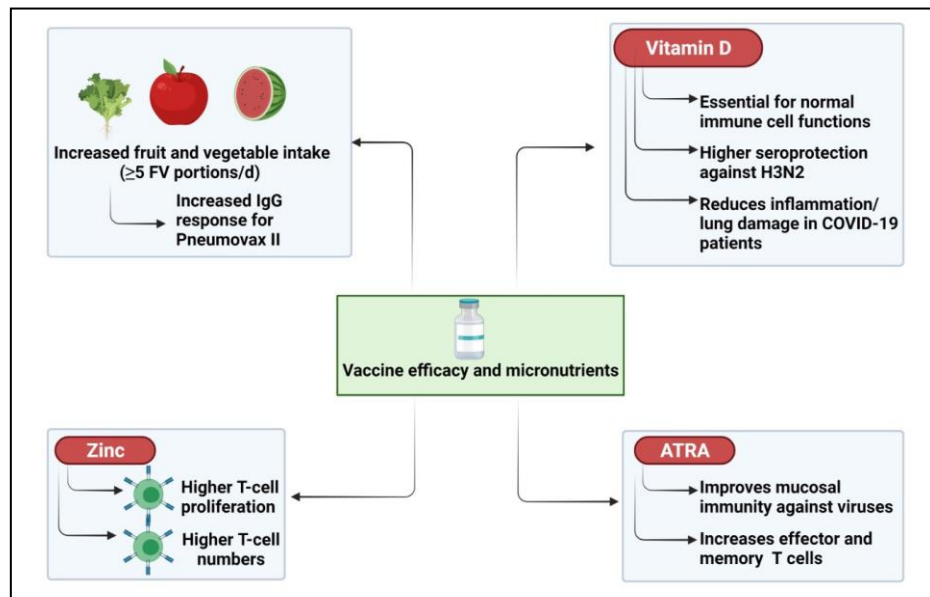 Increased fruit and vegetable intake
(≥5 FV portions/d)
Increased IgG
response for
Pneumovax II
Vitamin D
Essential for normal
immune cell functions
Higher seroprotection
against H3N2
Reduces inflammation/
lung damage in COVID-19
patients
Vaccine efficacy and micronutrients
Zinc
Higher T-cell
proliferation
Higher T-cell
numbers
ATRA
Improves mucosal
immunity against viruses
Increases effector and
memory T cells